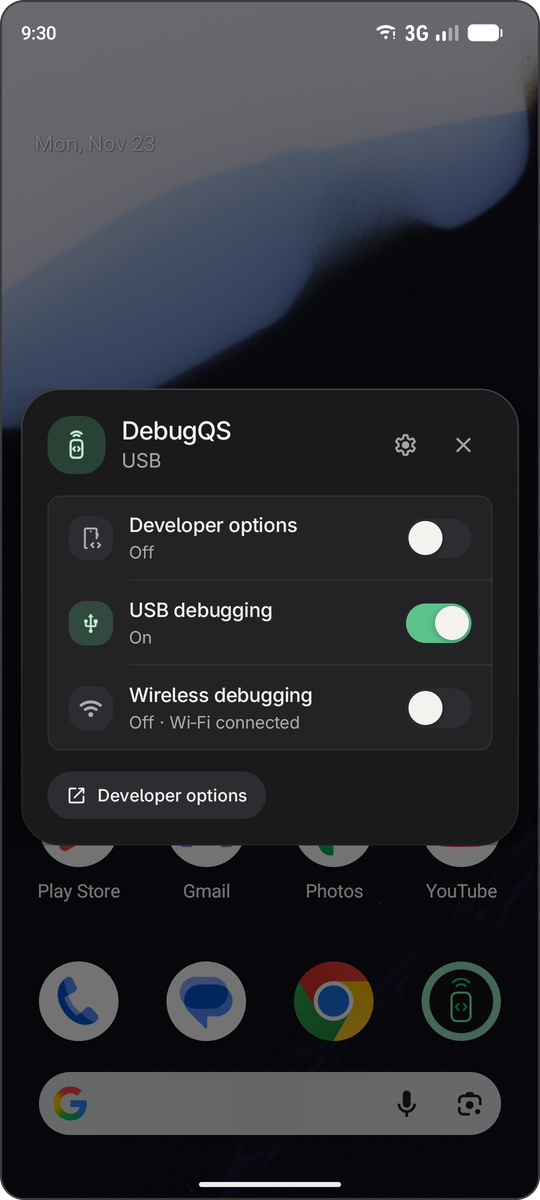 9:30
3G
Mon, Nov 23
DebugQS
USB
Developer options
Off
USB debugging
On
Wireless debugging
Off · Wi-Fi connected
Developer options
Play Store
Gmail
Photos
YouTube